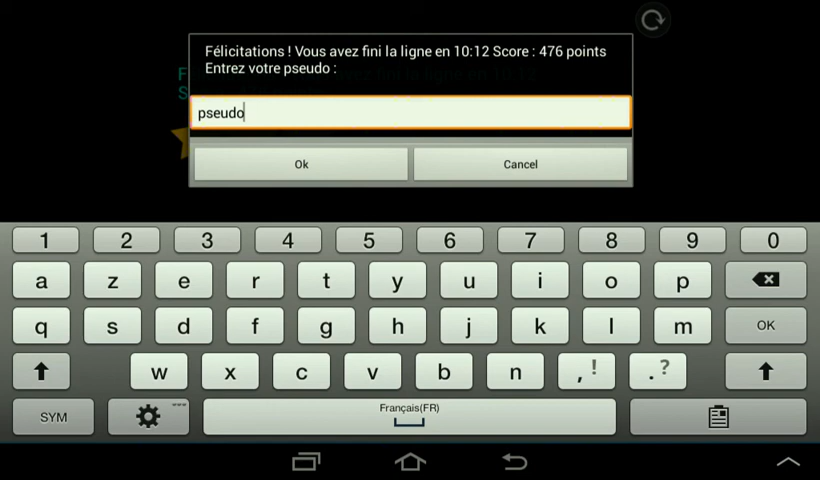 Félicitations ! Vous avez fini la ligne en 10:12 Score : 476 points
Entrez votre pseudo :
pseudo
Ok Cancel
1 2 3 4 5 6 7 8 9 0
a z e r t y u i o p
q s d f g h j k l m OK
w x c v b n , ! . ?
SYM Français(FR)